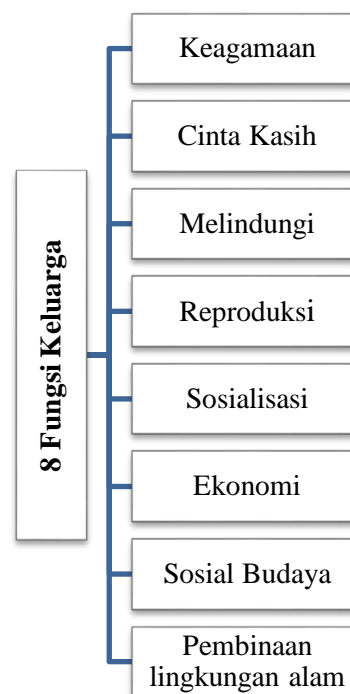 8 Fungsi Keluarga
Keagamaan
Cinta Kasih
Melindungi
Reproduksi
Sosialisasi
Ekonomi
Sosial Budaya
Pembinaan
lingkungan alam